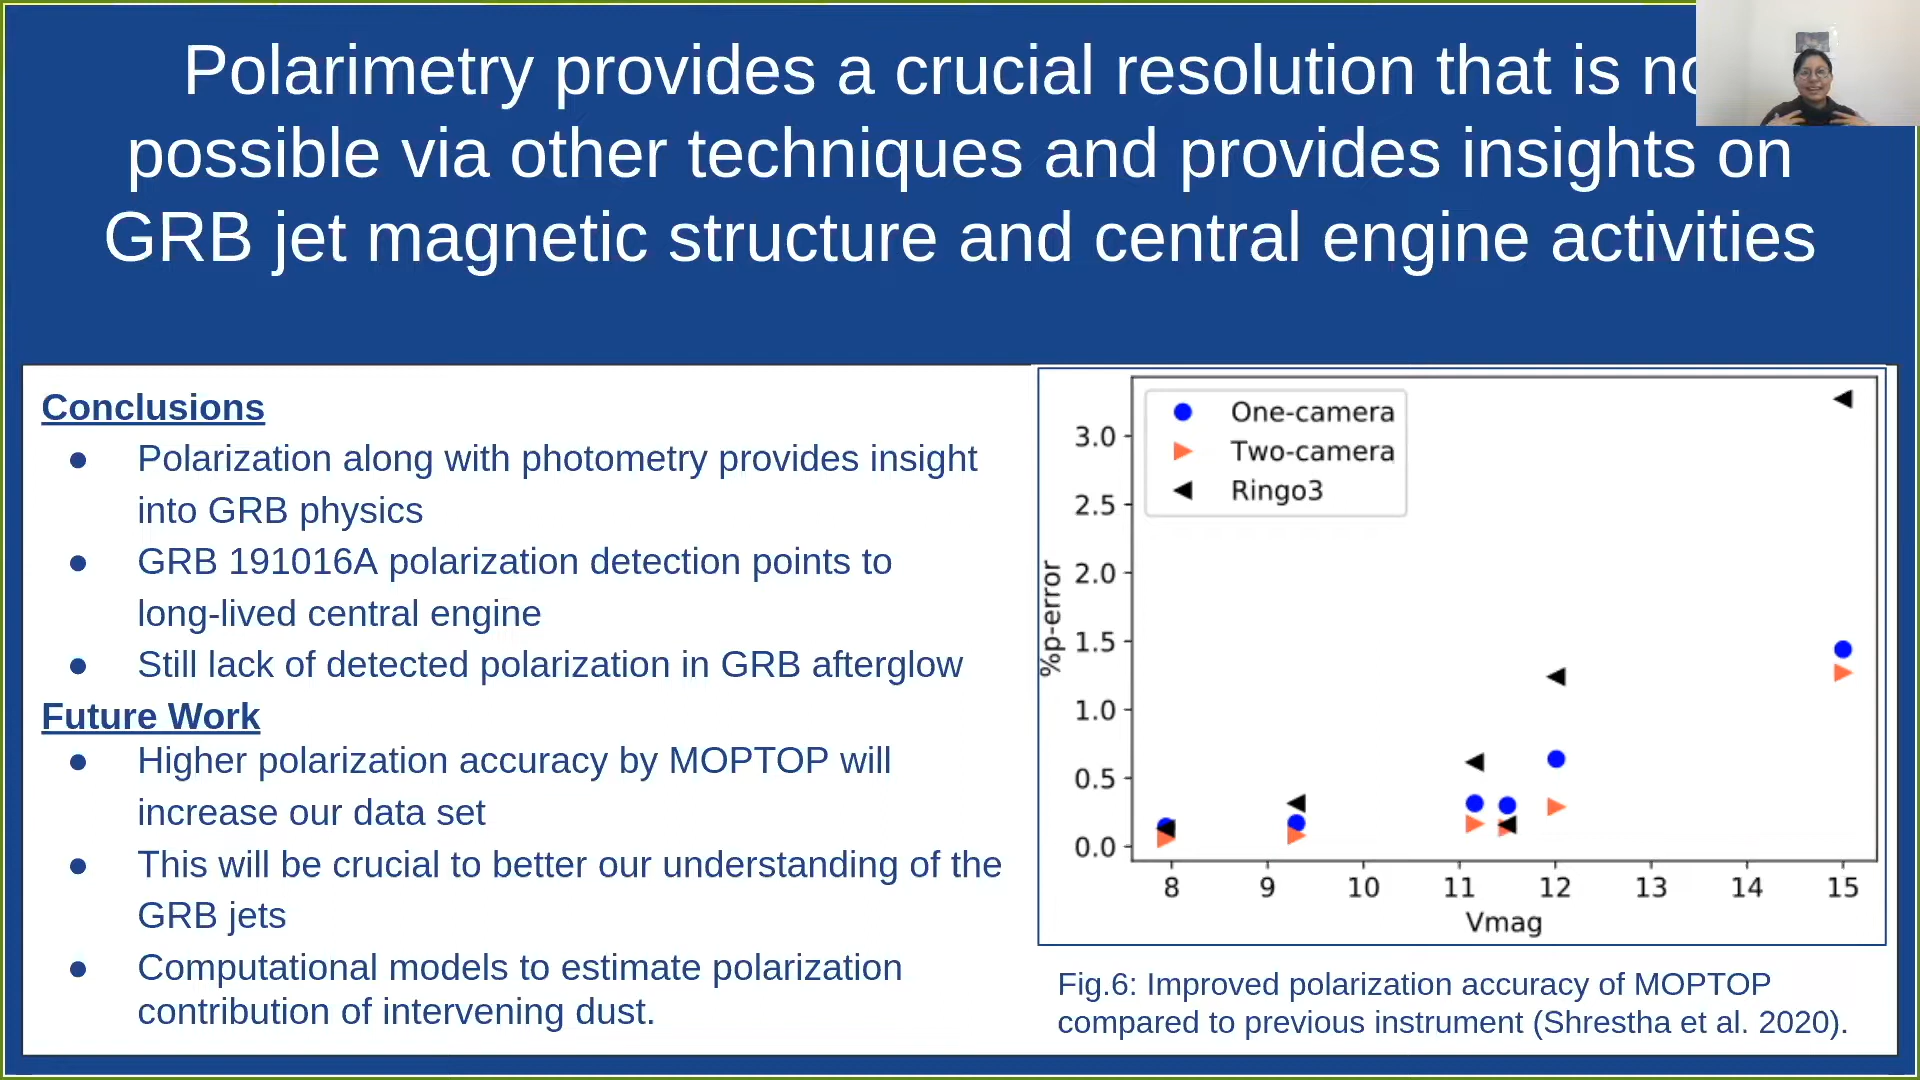 Polarimetry provides a crucial resolution that is
possible via other techniques and provides insights on
GRB jet magnetic structure and central engine activities
Conclusions
● Polarization along with photometry provides insight
into GRB physics
● GRB 191016A polarization detection points to
long-lived central engine
● Still lack of detected polarization in GRB afterglow
Future Work
● Higher polarization accuracy by MOPTOP will
increase our data set
● This will be crucial to better our understanding of the
GRB jets
● Computational models to estimate polarization
contribution of intervening dust.
One-camera
Two-camera
Ringo3
%p-error
3.0
2.5
2.0
1.5
1.0
0.5
0.0
8 9 10 11 12 13 14 15
Vmag
Fig.6: Improved polarization accuracy of MOPTOP
compared to previous instrument (Shrestha et al. 2020).